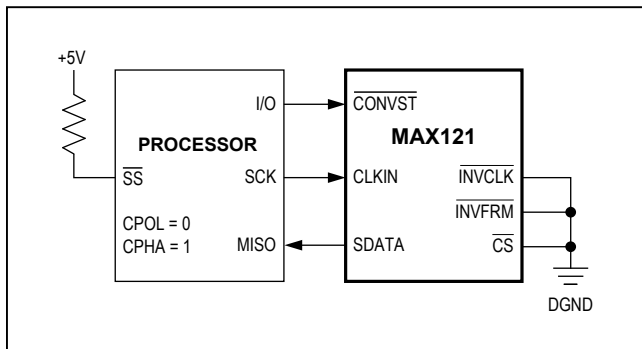 +5V
I/O
CONVST
PROCESSOR
MAX121
SS
SCK
CLKIN
INVCLK
INVFRM
CPOL = 0
CPHA = 1
MISO
SDATA
CS
DGND